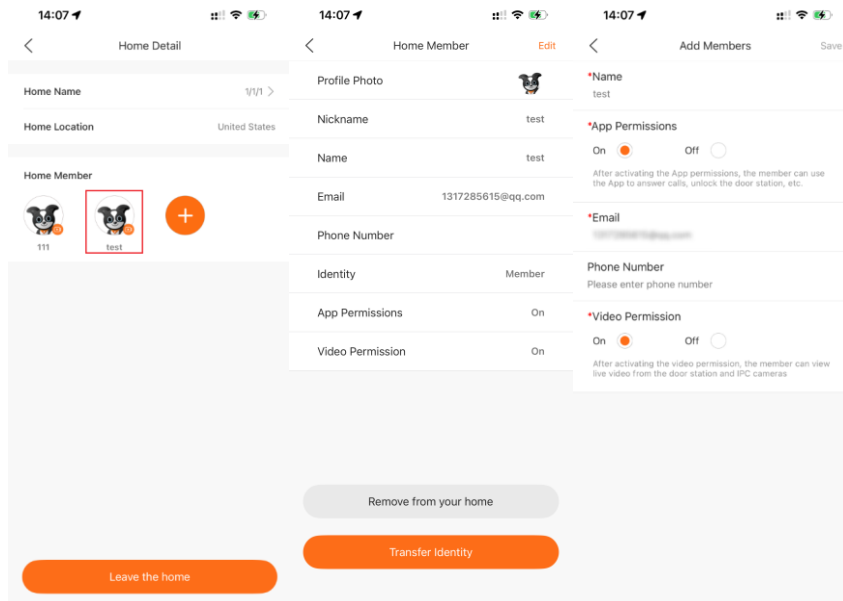 14:07
Home Detail
Home Name
1/1/1
Home Location
United States
Home Member
111
test
Leave the home
14:07
Home Member
Edit
Profile Photo
Nickname
test
Name
test
Email
1317285615@qq.com
Phone Number
Identity
Member
App Permissions
On
Video Permission
On
Remove from your home
Transfer Identity
14:07
Add Members
Save
*Name
test
*App Permissions
On
Off
After activating the App permissions, the member can use
the App to answer calls, unlock the door station, etc.
*Email
Phone Number
Please enter phone number
*Video Permission
On
Off
After activating the video permission, the member can view
live video from the door station and IPC cameras